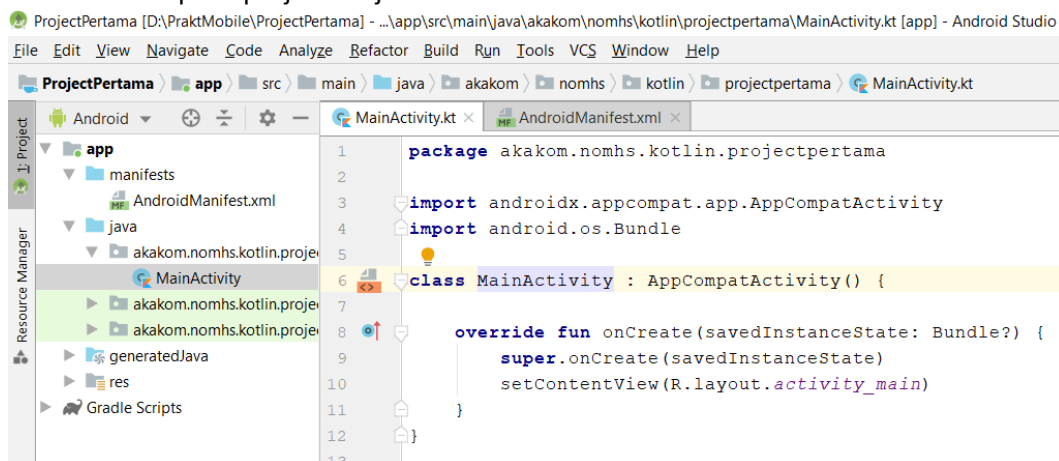 ProjectPertama [D:\PraktMobile\ProjectPertama] - ...\app\src\main\java\akakom\nomhs\kotlin\projectpertama\MainActivity.kt [app] - Android Studio
File Edit View Navigate Code Analyze Refactor Build Run Tools VCS Window Help
ProjectPertama app src main java akakom nomhs kotlin projectpertama MainActivity.kt
1: Project
Resource Manager
Android
app
manifests
AndroidManifest.xml
java
akakom.nomhs.kotlin.proje
MainActivity
akakom.nomhs.kotlin.proje
akakom.nomhs.kotlin.proje
generatedJava
res
Gradle Scripts
MainActivity.kt AndroidManifest.xml
1 package akakom.nomhs.kotlin.projectpertama
2
3 import androidx.appcompat.app.AppCompatActivity
4 import android.os.Bundle
5
6 class MainActivity : AppCompatActivity() {
7
8 override fun onCreate(savedInstanceState: Bundle?) {
9 super.onCreate(savedInstanceState)
10 setContentView(R.layout.activity_main)
11 }
12 }